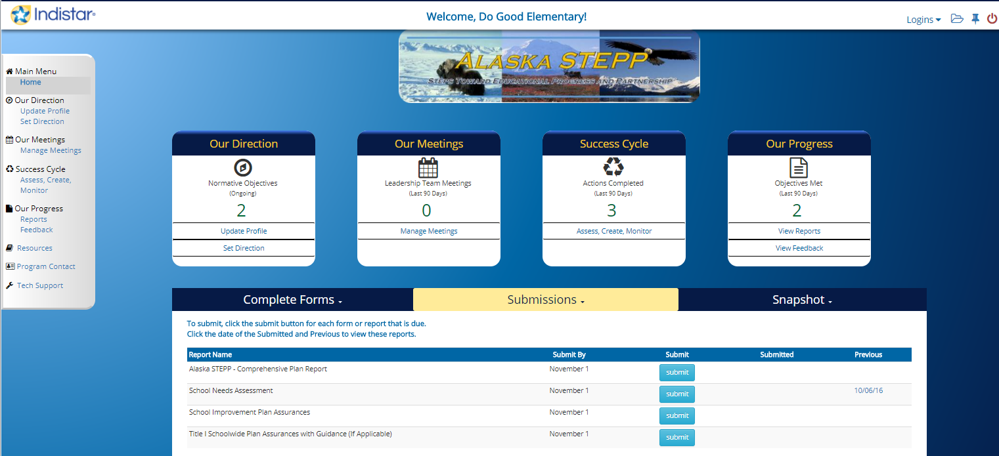 Indistar®
Welcome, Do Good Elementary!
Logins
ALASKA STEPP
STEPS TOWARD EDUCATIONAL PROGRESS AND PARTNERSHIP
Main Menu
Home
Our Direction
Update Profile
Set Direction
Our Meetings
Manage Meetings
Success Cycle
Assess, Create,
Monitor
Our Progress
Reports
Feedback
Resources
Program Contact
Tech Support
Our Direction
Normative Objectives
(Ongoing)
2
Update Profile
Set Direction
Our Meetings
Leadership Team Meetings
(Last 90 Days)
0
Manage Meetings
Success Cycle
Actions Completed
(Last 90 Days)
3
Assess, Create, Monitor
Our Progress
Objectives Met
(Last 90 Days)
2
View Reports
View Feedback
Complete Forms Submissions Snapshot
To submit, click the submit button for each form or report that is due.
Click the date of the Submitted and Previous to view these reports.
Report Name Submit By Submit Submitted Previous
Alaska STEPP - Comprehensive Plan Report November 1 submit
School Needs Assessment November 1 submit 10/06/16
School Improvement Plan Assurances November 1 submit
Title I Schoolwide Plan Assurances with Guidance (If Applicable) November 1 submit